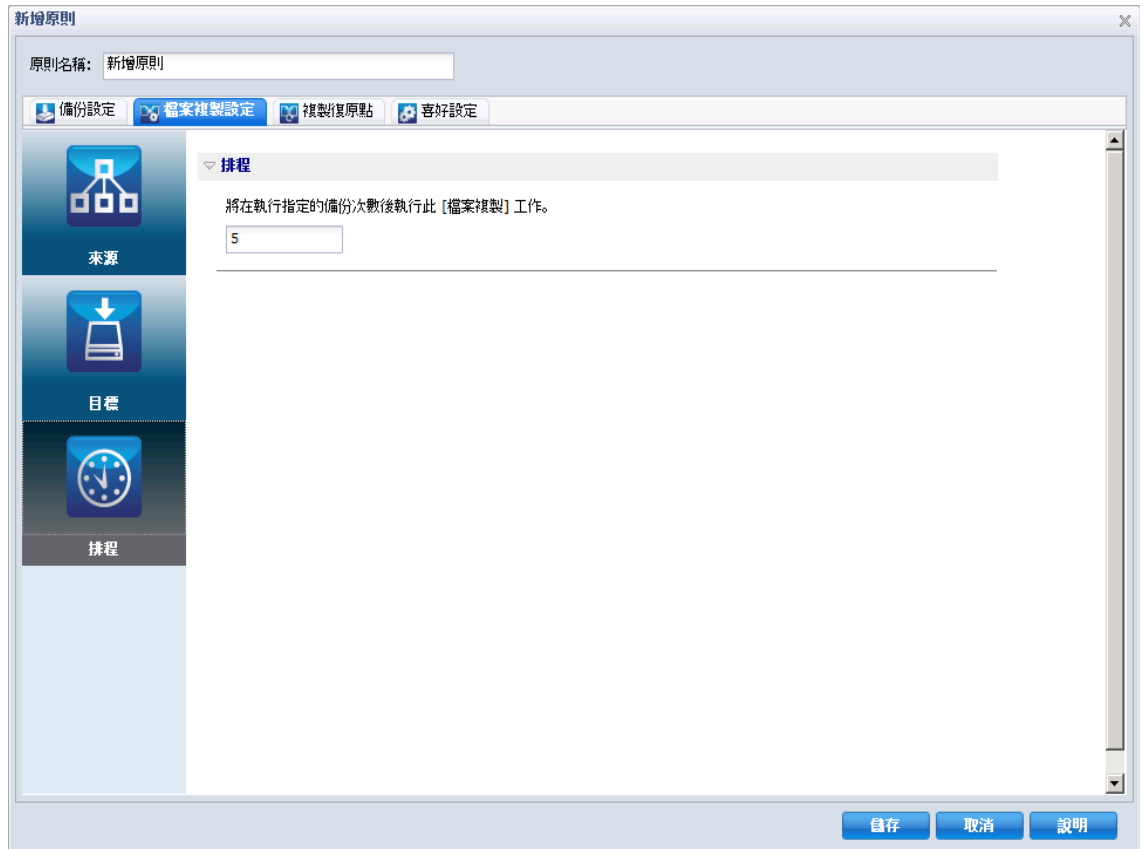 新增原則
原則名稱: 新增原則
備份設定 檔案複製設定 複製復原點 喜好設定
排程
將在執行指定的備份次數後執行此 [檔案複製] 工作。
5
來源
目標
排程
儲存 取消 說明